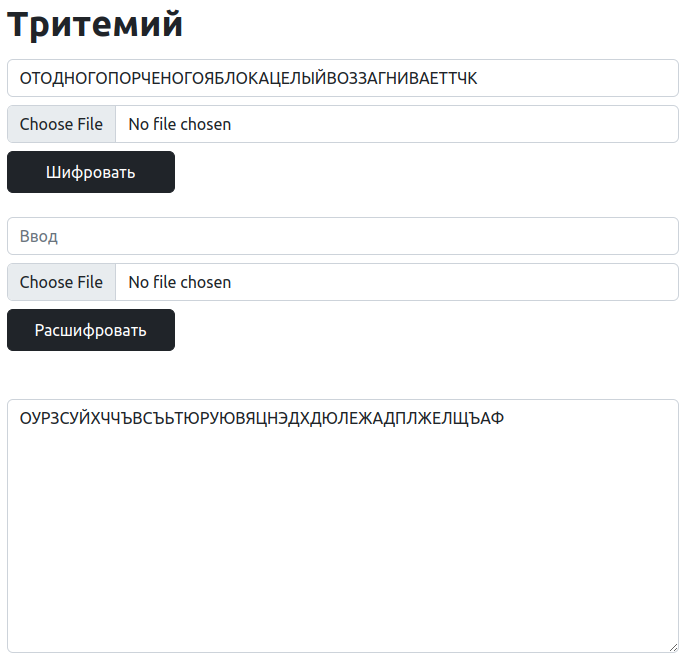 Тритемий
ОТОДНОГОПОРЧЕНОГОЯБЛОКАЦЕЛЫЙВОЗЗАГНИВАЕТТЧК
Choose File No file chosen
Шифровать
Ввод
Choose File No file chosen
Расшифровать
ОУРЗСУЙХЧЧЪВСЪЬТЮРУЮВЯЦНЭДХДЮЛЕЖАДПЛЖЕЛЩЪАФ